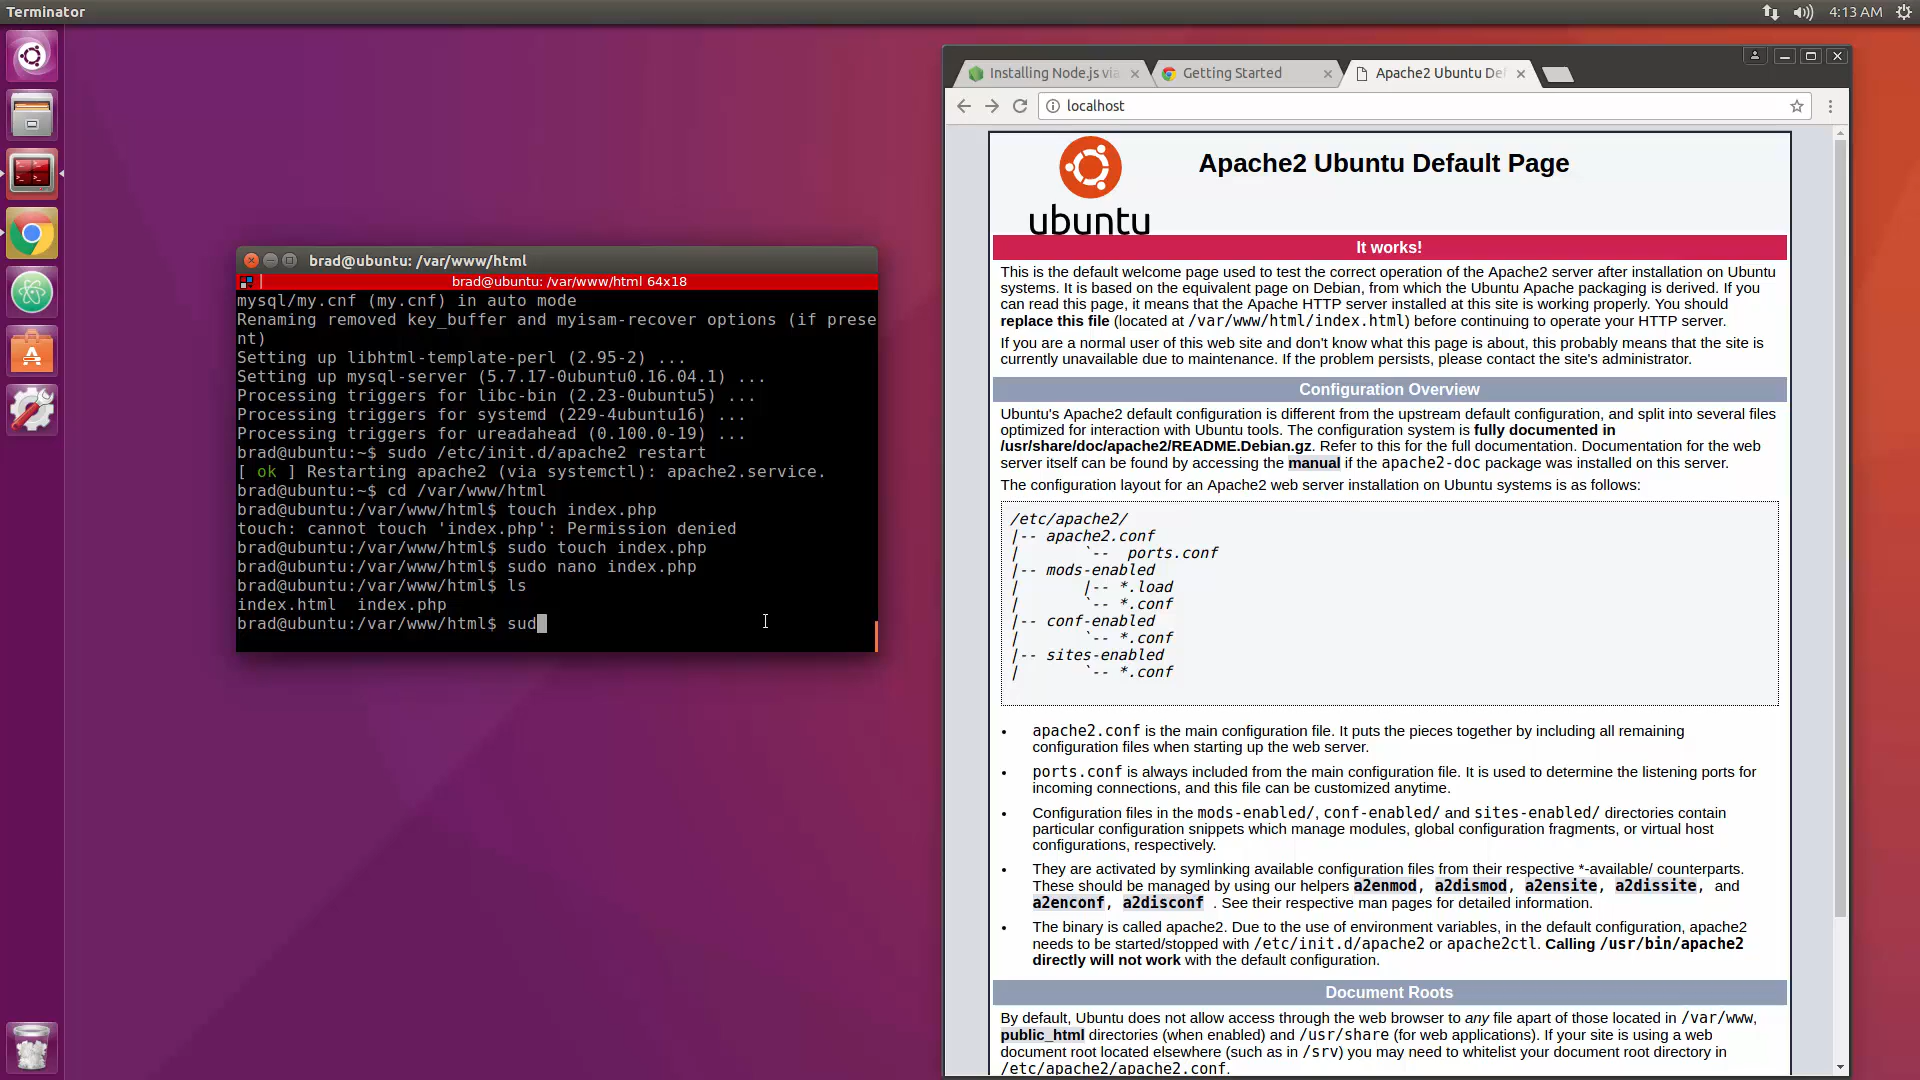 Terminator
4:13 AM
Installing Node.js via
Getting Started
Apache2 Ubuntu Def
localhost
brad@ubuntu: /var/www/html
brad@ubuntu: /var/www/html 64x18
mysql/my.cnf (my.cnf) in auto mode
Renaming removed key_buffer and myisam-recover options (if prese
nt)
Setting up libhtml-template-perl (2.95-2) ...
Setting up mysql-server (5.7.17-0ubuntu0.16.04.1) ...
Processing triggers for libc-bin (2.23-0ubuntu5) ...
Processing triggers for systemd (229-4ubuntu16) ...
Processing triggers for ureadahead (0.100.0-19) ...
brad@ubuntu:~$ sudo /etc/init.d/apache2 restart
[ ok ] Restarting apache2 (via systemctl): apache2.service.
brad@ubuntu:~$ cd /var/www/html
brad@ubuntu:/var/www/html$ touch index.php
touch: cannot touch 'index.php': Permission denied
brad@ubuntu:/var/www/html$ sudo touch index.php
brad@ubuntu:/var/www/html$ sudo nano index.php
brad@ubuntu:/var/www/html$ ls
index.html  index.php
brad@ubuntu:/var/www/html$ sud
ubuntu
Apache2 Ubuntu Default Page
It works!
This is the default welcome page used to test the correct operation of the Apache2 server after installation on Ubuntu
systems. It is based on the equivalent page on Debian, from which the Ubuntu Apache packaging is derived. If you
can read this page, it means that the Apache HTTP server installed at this site is working properly. You should
replace this file (located at /var/www/html/index.html) before continuing to operate your HTTP server.
If you are a normal user of this web site and don't know what this page is about, this probably means that the site is
currently unavailable due to maintenance. If the problem persists, please contact the site's administrator.
Configuration Overview
Ubuntu's Apache2 default configuration is different from the upstream default configuration, and split into several files
optimized for interaction with Ubuntu tools. The configuration system is fully documented in
/usr/share/doc/apache2/README.Debian.gz. Refer to this for the full documentation. Documentation for the web
server itself can be found by accessing the manual if the apache2-doc package was installed on this server.
The configuration layout for an Apache2 web server installation on Ubuntu systems is as follows:
/etc/apache2/
|-- apache2.conf
|       `--  ports.conf
|-- mods-enabled
|       |-- *.load
|       `-- *.conf
|-- conf-enabled
|       `-- *.conf
|-- sites-enabled
|       `-- *.conf
• apache2.conf is the main configuration file. It puts the pieces together by including all remaining
configuration files when starting up the web server.
• ports.conf is always included from the main configuration file. It is used to determine the listening ports for
incoming connections, and this file can be customized anytime.
• Configuration files in the mods-enabled/, conf-enabled/ and sites-enabled/ directories contain
particular configuration snippets which manage modules, global configuration fragments, or virtual host
configurations, respectively.
• They are activated by symlinking available configuration files from their respective *-available/ counterparts.
These should be managed by using our helpers a2enmod, a2dismod, a2ensite, a2dissite, and
a2enconf, a2disconf . See their respective man pages for detailed information.
• The binary is called apache2. Due to the use of environment variables, in the default configuration, apache2
needs to be started/stopped with /etc/init.d/apache2 or apache2ctl. Calling /usr/bin/apache2
directly will not work with the default configuration.
Document Roots
By default, Ubuntu does not allow access through the web browser to any file apart of those located in /var/www,
public_html directories (when enabled) and /usr/share (for web applications). If your site is using a web
document root located elsewhere (such as in /srv) you may need to whitelist your document root directory in
/etc/apache2/apache2.conf.